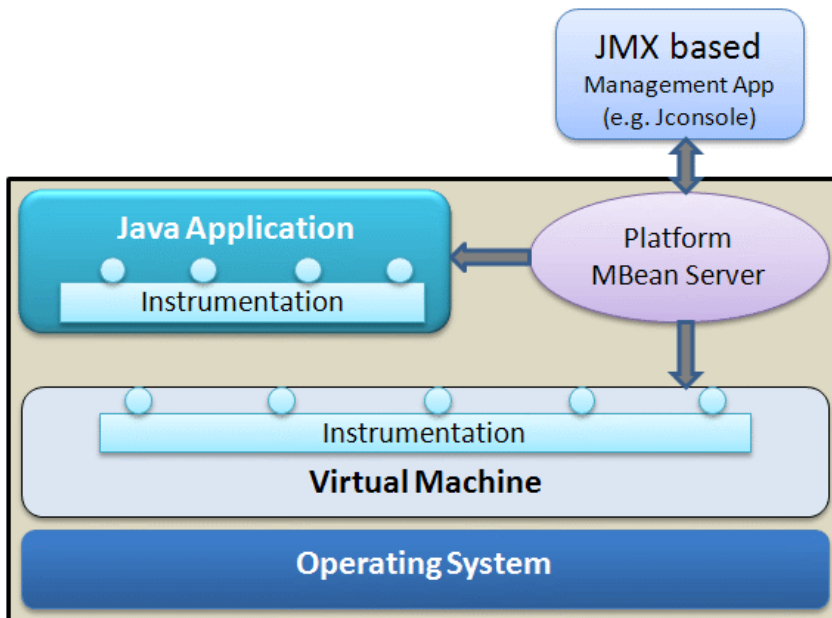 JMX based
Management App
(e.g. Jconsole)
Java Application
Instrumentation
Platform
MBean Server
Instrumentation
Virtual Machine
Operating System